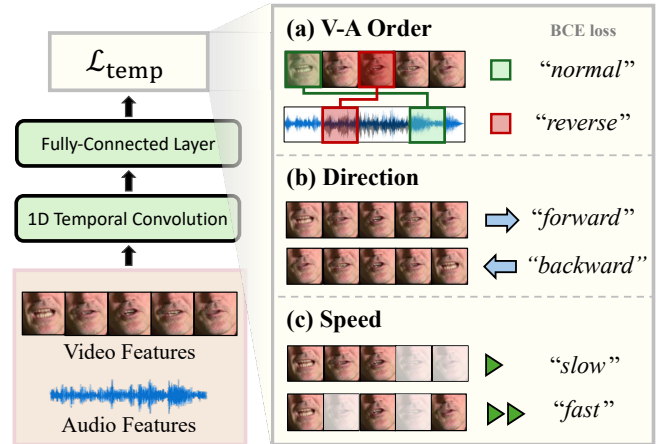 ℒtemp
Fully-Connected Layer
1D Temporal Convolution
Video Features
Audio Features
(a) V-A Order
BCE loss
“normal”
“reverse”
(b) Direction
“forward”
“backward”
(c) Speed
“slow”
“fast”